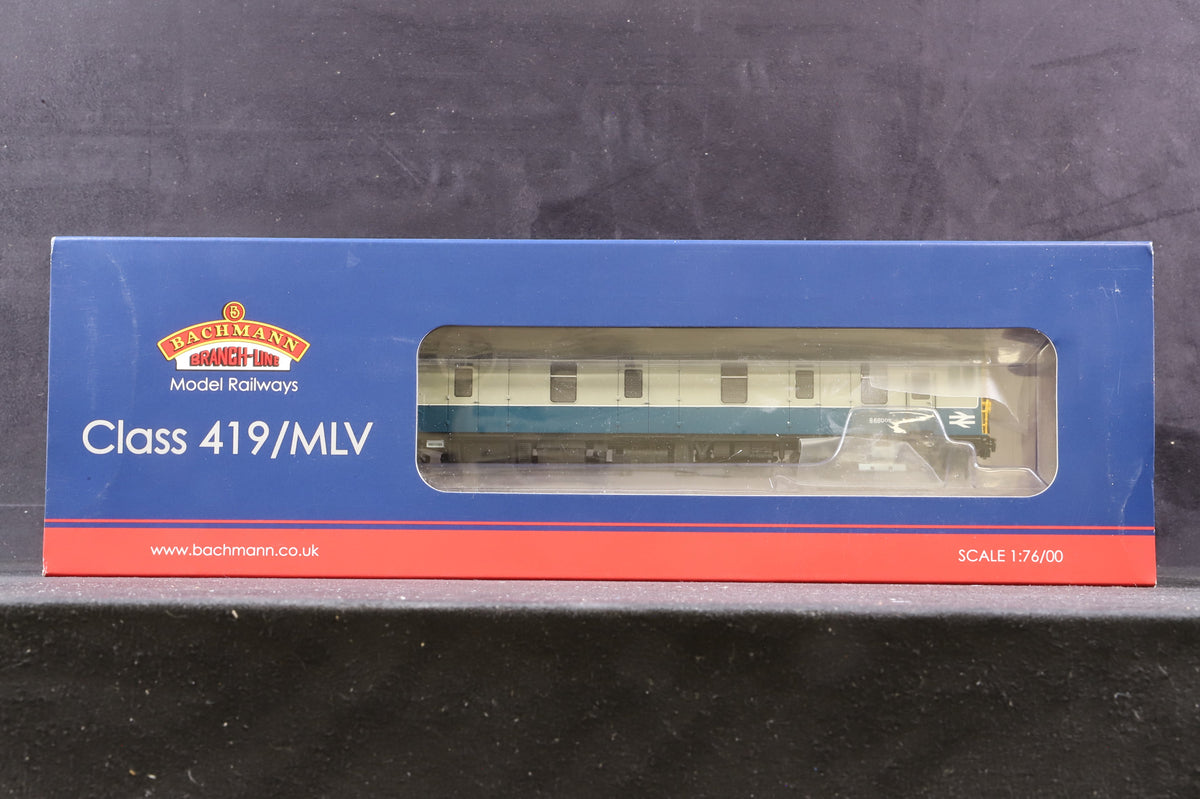 B
BACHMANN
BRANCH-LINE
Model Railways
Class 419/MLV
www.bachmann.co.uk
SCALE 1:76/00